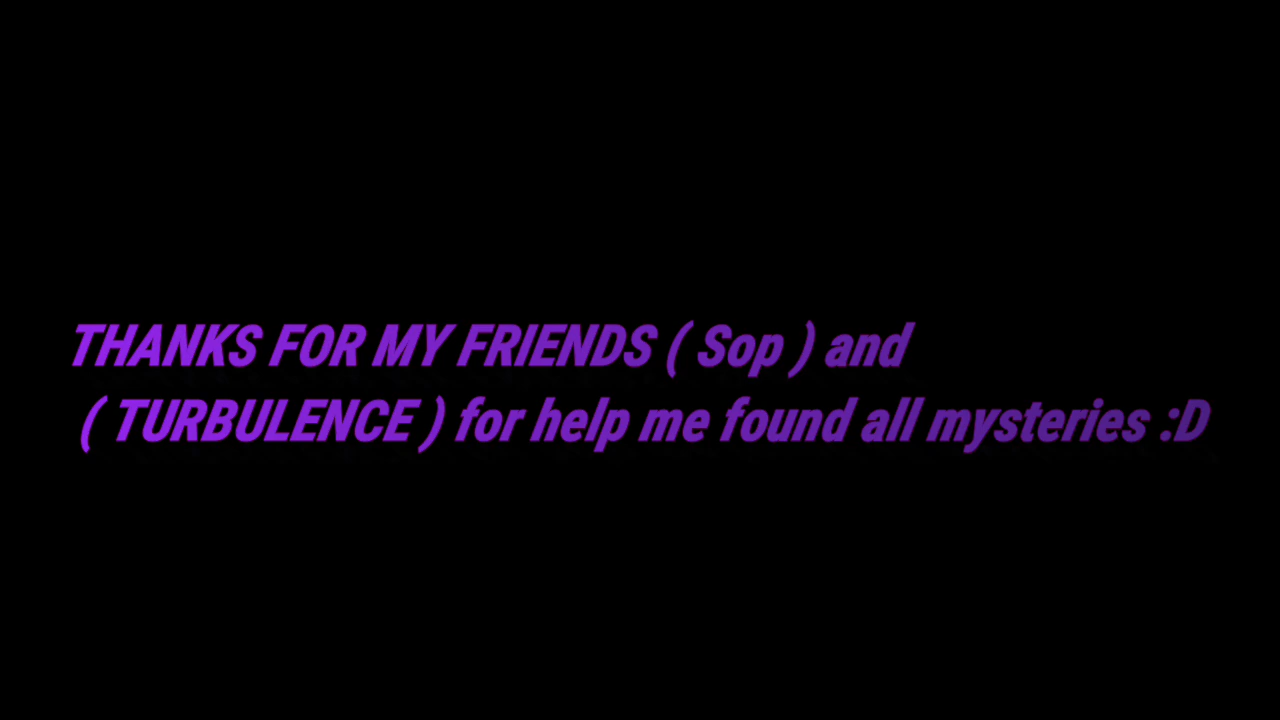 THANKS FOR MY FRIENDS ( Sop ) and
( TURBULENCE ) for help me found all mysteries :D